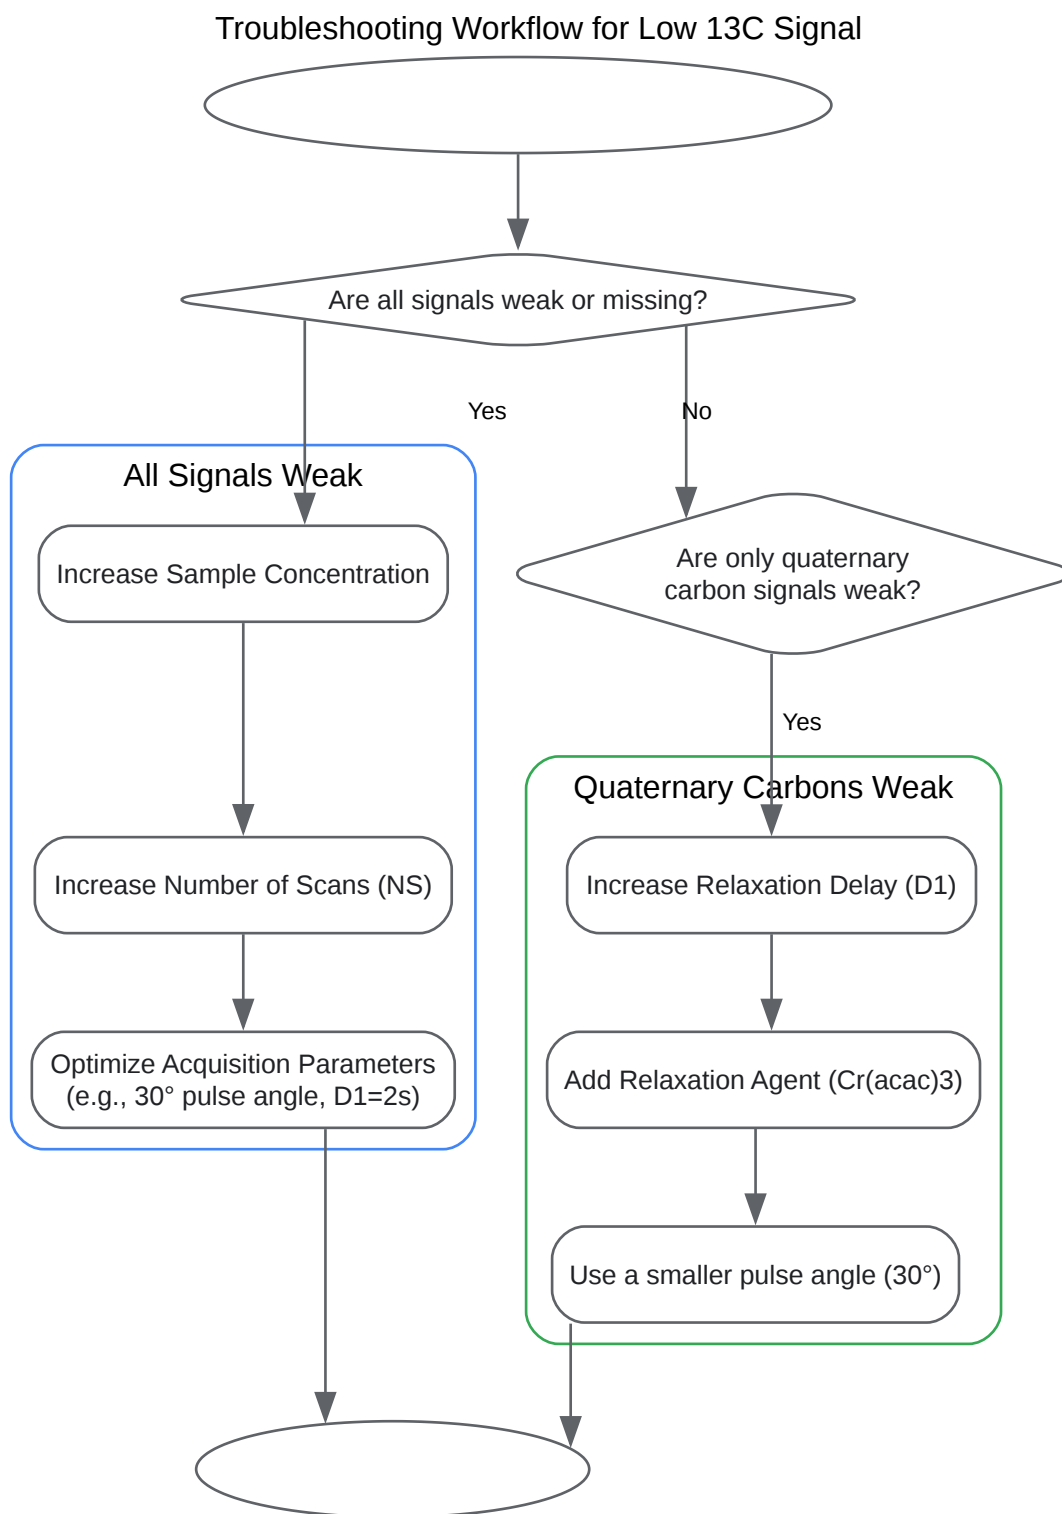 Troubleshooting Workflow for Low 13C Signal
Are all signals weak or missing?
Yes
No
All Signals Weak
Increase Sample Concentration
Are only quaternary
carbon signals weak?
Yes
Quaternary Carbons Weak
Increase Number of Scans (NS)
Increase Relaxation Delay (D1)
Optimize Acquisition Parameters
(e.g., 30° pulse angle, D1=2s)
Add Relaxation Agent (Cr(acac)3)
Use a smaller pulse angle (30°)